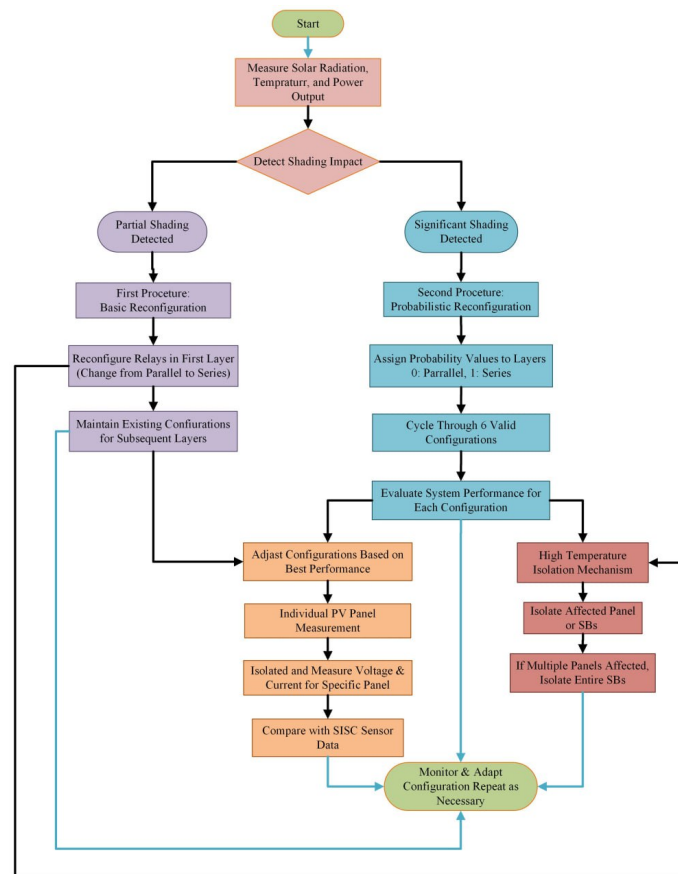 Start
Measure Solar Radiation,
Tempraturr, and Power
Output
Detect Shading Impact
Partial Shading
Detected
Significant Shading
Detected
First Proceture:
Basic Reconfiguration
Second Proceture:
Probabilistic Reconfiguration
Reconfigure Relays in First Layer
(Change from Parallel to Series)
Assign Probability Values to Layers
0: Parrallel, 1: Series
Maintain Existing Confiurations
for Subsequent Layers
Cycle Through 6 Valid
Configurations
Evaluate System Performance for
Each Configuration
Adjast Configurations Based on
Best Performance
High Temperature
Isolation Mechanism
Individual PV Panel
Measurement
Isolate Affected Panel
or SBs
Isolated and Measure Voltage &
Current for Specific Panel
If Multiple Panels Affected,
Isolate Entire SBs
Compare with SISC Sensor
Data
Monitor & Adapt
Configuration Repeat as
Necessary